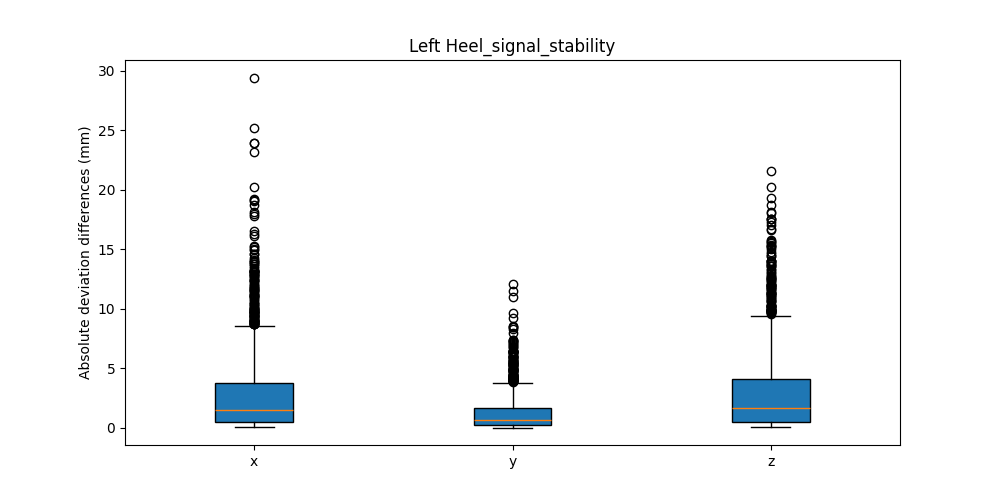 Left Heel_signal_stability
Absolute deviation differences (mm)
30
25
20
15
10
5
0
x
y
z